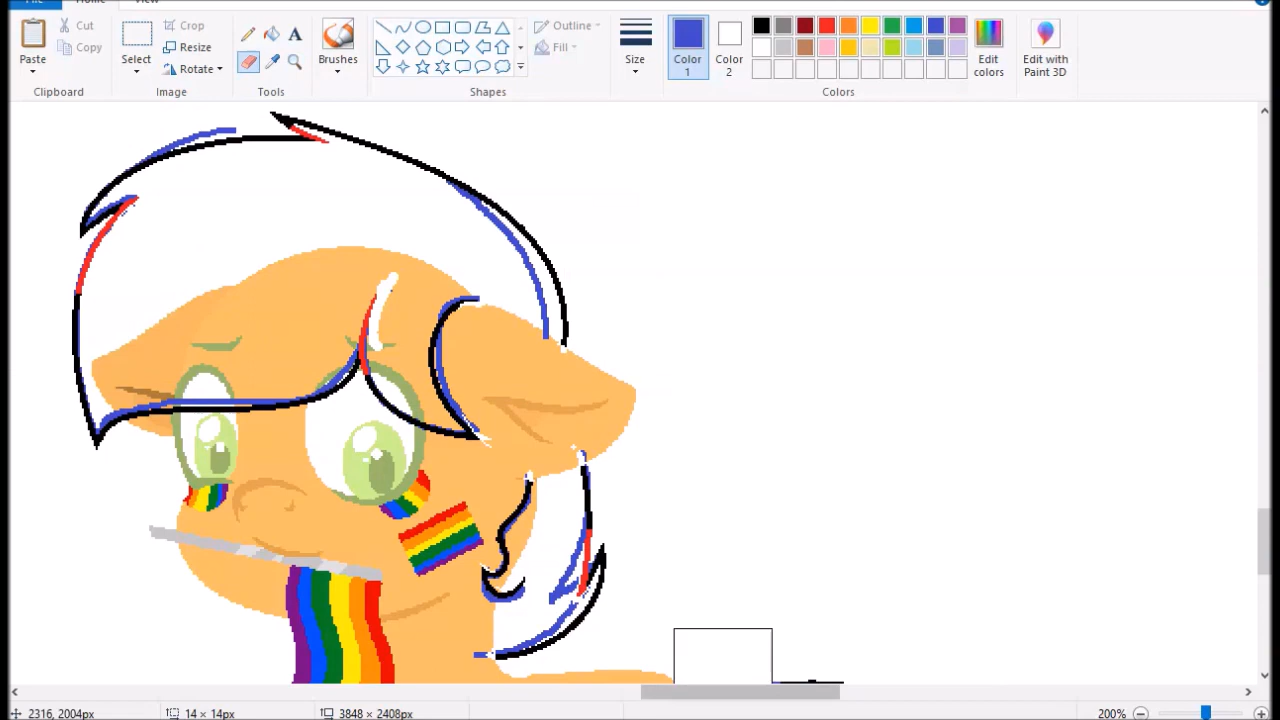 File Home View
Cut
Copy
Paste
Clipboard
Select
Crop
Resize
Rotate
Image
Tools
Brushes
Outline
Fill
Shapes
Size
Color 1
Color 2
Edit colors
Colors
Edit with Paint 3D
2316, 2004px
14 × 14px
3848 × 2408px
200%